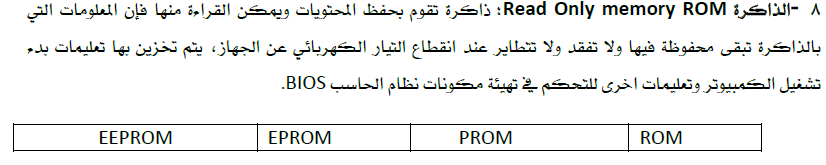 ٨ -الذاكرة Read Only memory ROM: ذاكرة تقوم بحفظ المحتويات ويمكن القراءة منها فإن المعلومات التي
بالذاكرة تبقى محفوظة فيها ولا تفقد ولا تتطاير عند انقطاع التيار الكهربائي عن الجهاز، يتم تخزين بها تعليمات بدء
تشغيل الكمبيوتر وتعليمات اخرى للتحكم في تهيئة مكونات نظام الحاسب BIOS.
EEPROM EPROM PROM ROM